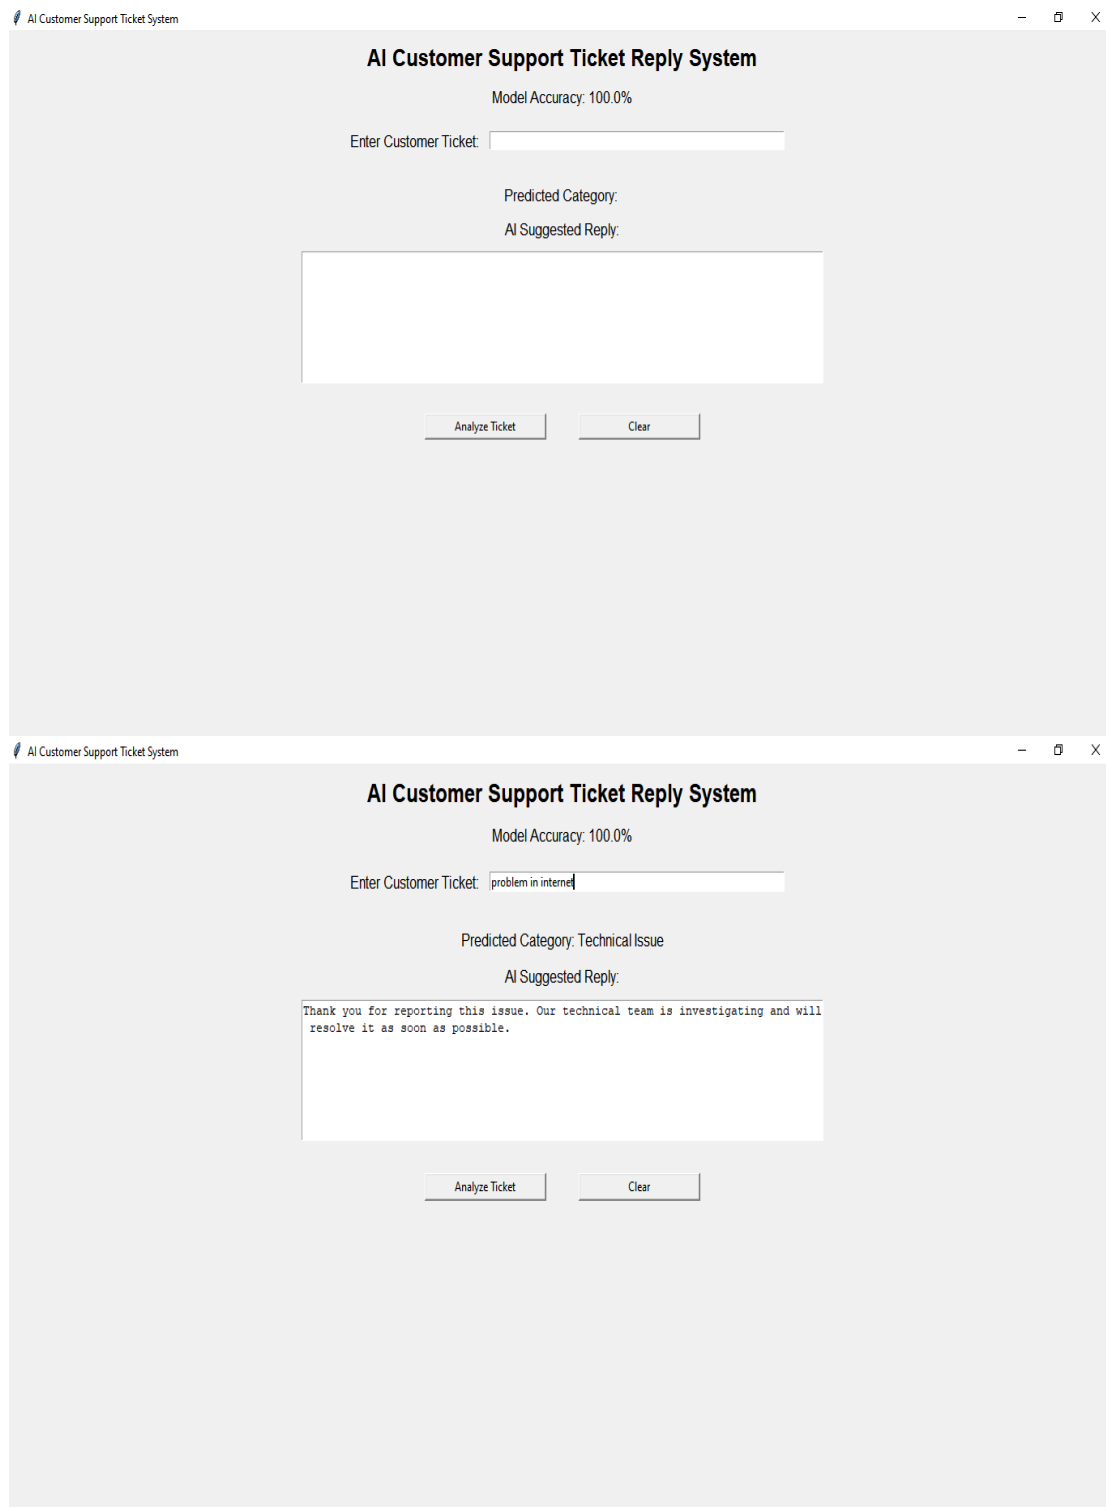 AI Customer Support Ticket System
AI Customer Support Ticket Reply System
Model Accuracy: 100.0%
Enter Customer Ticket:
Predicted Category:
AI Suggested Reply:
Analyze Ticket Clear
AI Customer Support Ticket System
AI Customer Support Ticket Reply System
Model Accuracy: 100.0%
Enter Customer Ticket: problem in internet
Predicted Category: Technical Issue
AI Suggested Reply:
Thank you for reporting this issue. Our technical team is investigating and will
resolve it as soon as possible.
Analyze Ticket Clear